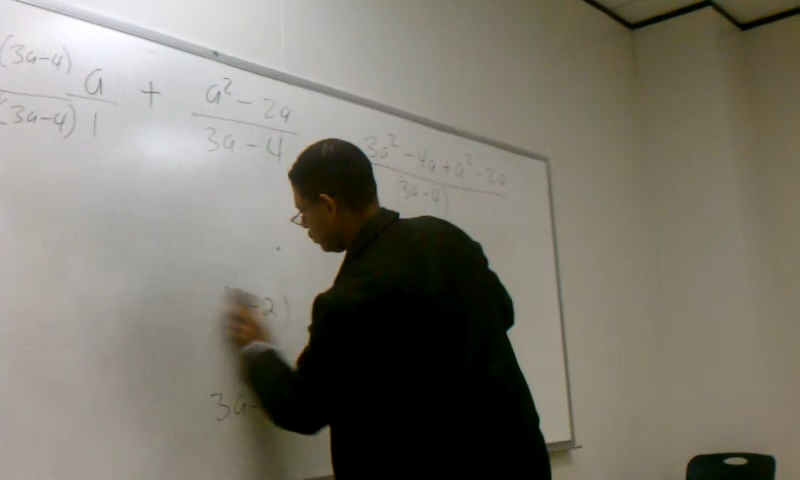 (3a-4) a + a² - 2a 3a² - 4a + a² - 2a
(3a-4) 1 3a - 4 (3a-4)
-2)
3a-